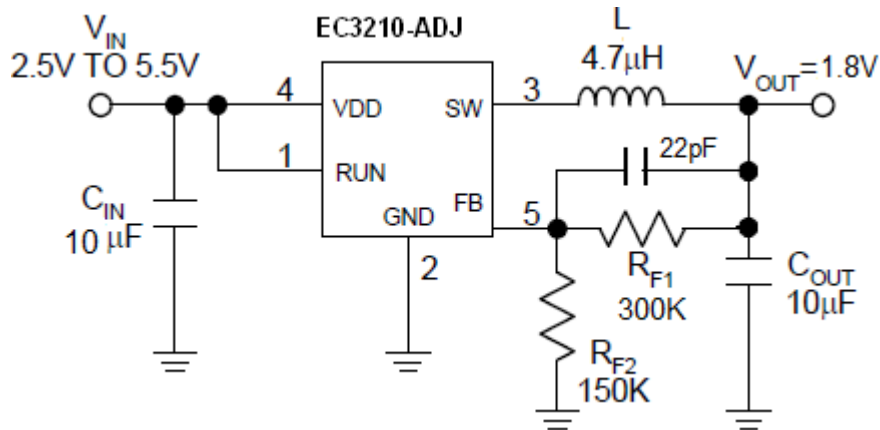 EC3210-ADJ
V_IN
2.5V TO 5.5V
L
4.7μH
V_OUT=1.8V
4
VDD
SW
3
1
RUN
22pF
C_IN
10 μF
GND
FB
5
2
R_F1
300K
C_OUT
10μF
R_F2
150K